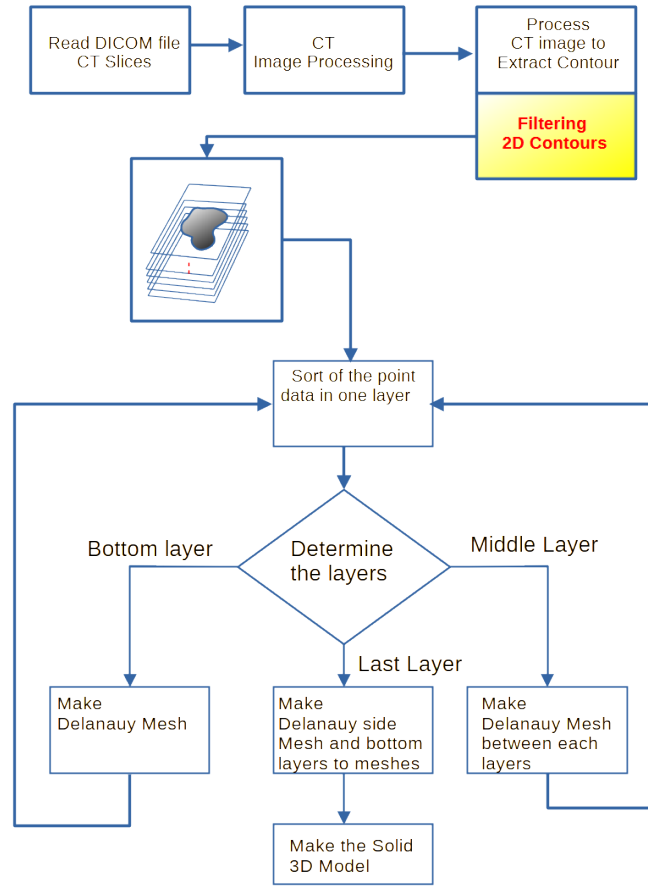 Read DICOM file
CT Slices
CT
Image Processing
Process
CT image to
Extract Contour
Filtering
2D Contours
Sort of the point
data in one layer
Determine
the layers
Bottom layer
Middle Layer
Last Layer
Make
Delanauy Mesh
Make
Delanauy side
Mesh and bottom
layers to meshes
Make
Delanauy Mesh
between each
layers
Make the Solid
3D Model